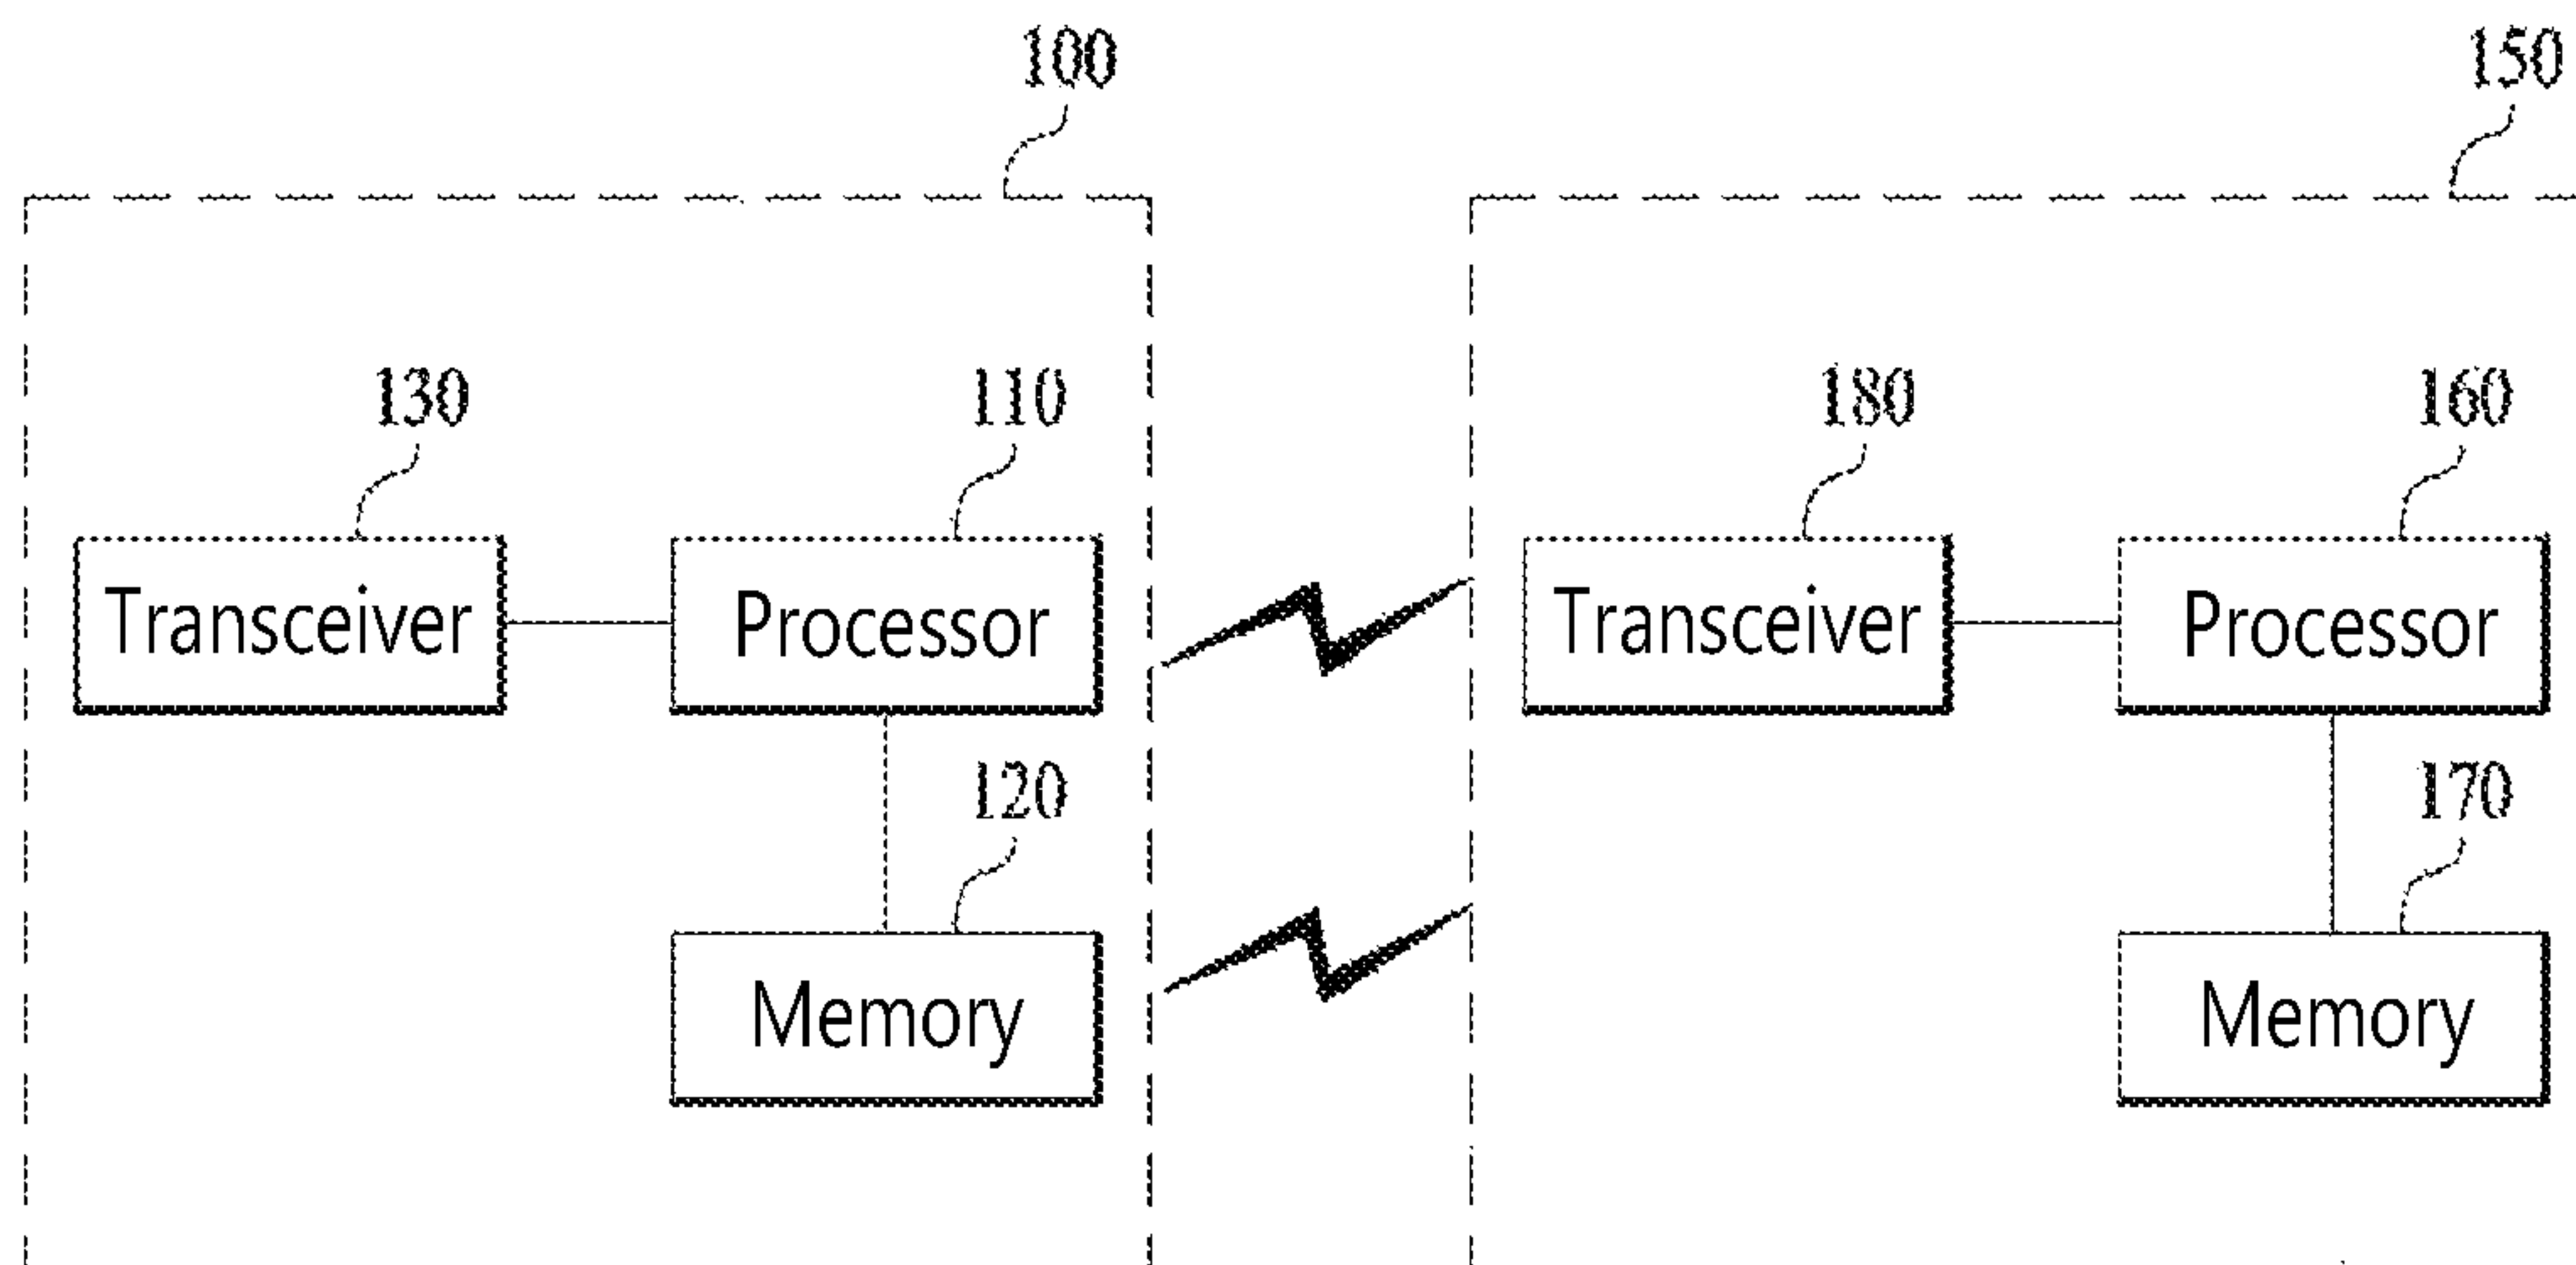 100 150
130 110 180 160
Transceiver Processor Transceiver Processor
120 170
Memory Memory